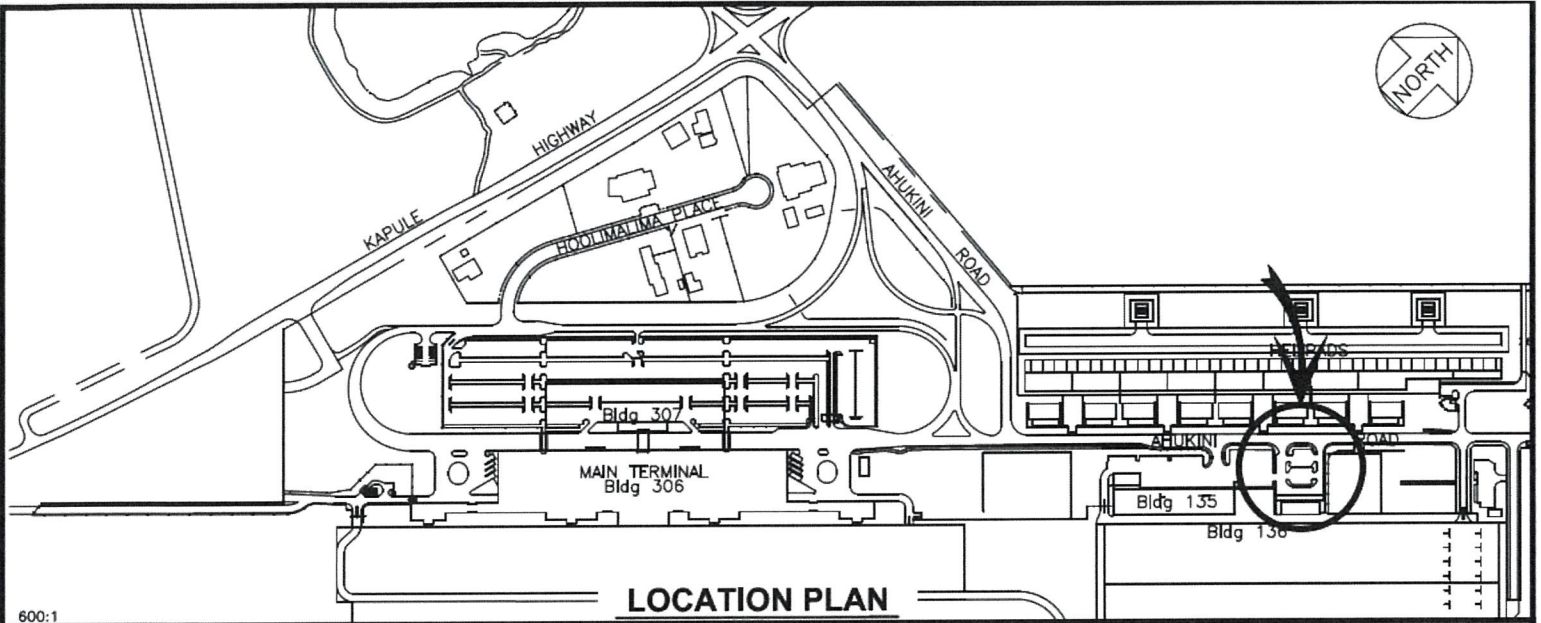 NORTH
HIGHWAY
KAPULE
HOOLIMALIMA PLACE
AHUKINI
ROAD
HELIPADS
Bldg 307
AHUKINI ROAD
MAIN TERMINAL
Bldg 306
Bldg 135
Bldg 136
LOCATION PLAN
600:1